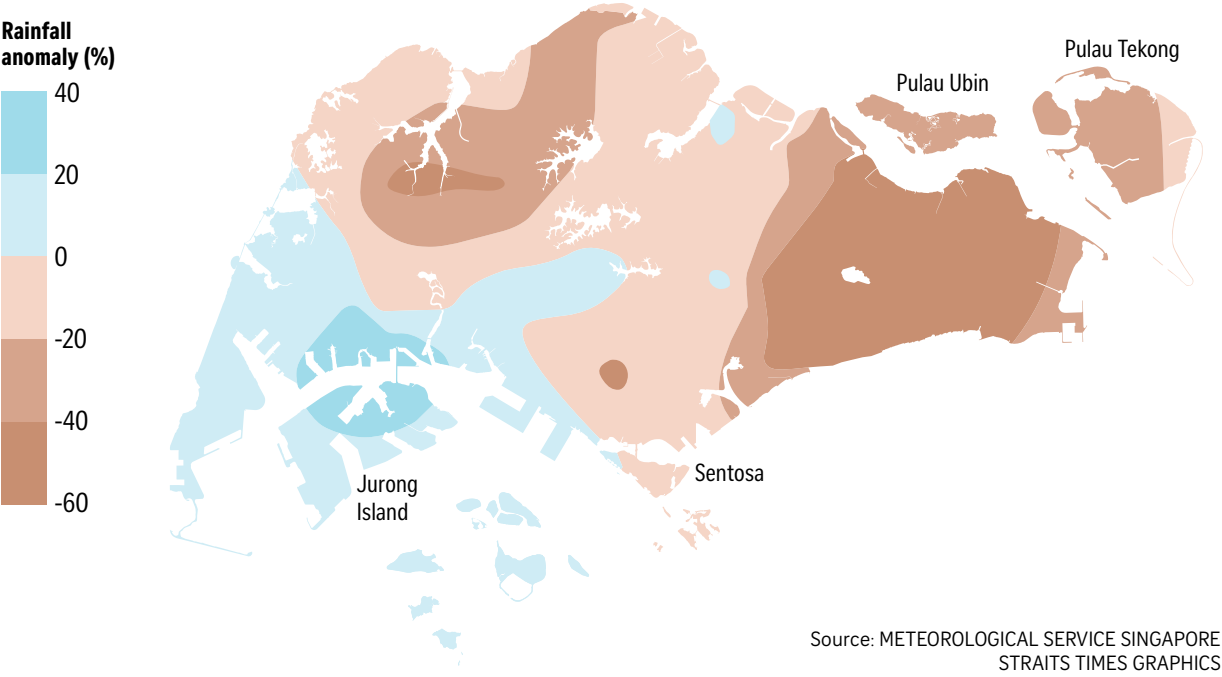 Rainfall
anomaly (%)
40
20
0
-20
-40
-60
Pulau Ubin
Pulau Tekong
Jurong
Island
Sentosa
Source: METEOROLOGICAL SERVICE SINGAPORE
STRAITS TIMES GRAPHICS